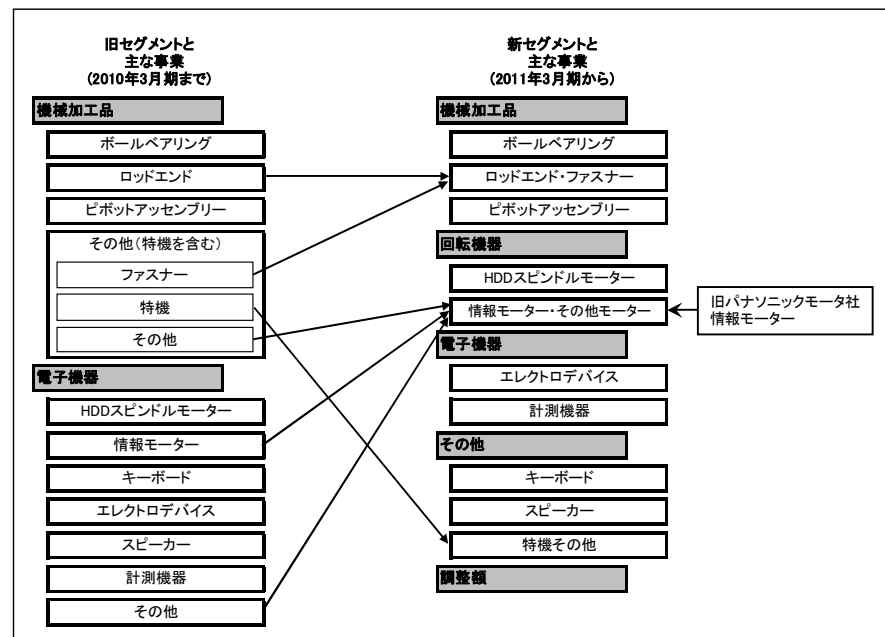 旧セグメントと
主な事業
(2010年3月期まで)
機械加工品
ボールベアリング
ロッドエンド
ピボットアッセンブリー
その他(特機を含む)
ファスナー
特機
その他
電子機器
HDDスピンドルモーター
情報モーター
キーボード
エレクトロデバイス
スピーカー
計測機器
その他
新セグメントと
主な事業
(2011年3月期から)
機械加工品
ボールベアリング
ロッドエンド・ファスナー
ピボットアッセンブリー
回転機器
HDDスピンドルモーター
情報モーター・その他モーター
電子機器
エレクトロデバイス
計測機器
その他
キーボード
スピーカー
特機その他
調整額
旧パナソニックモータ社
情報モーター